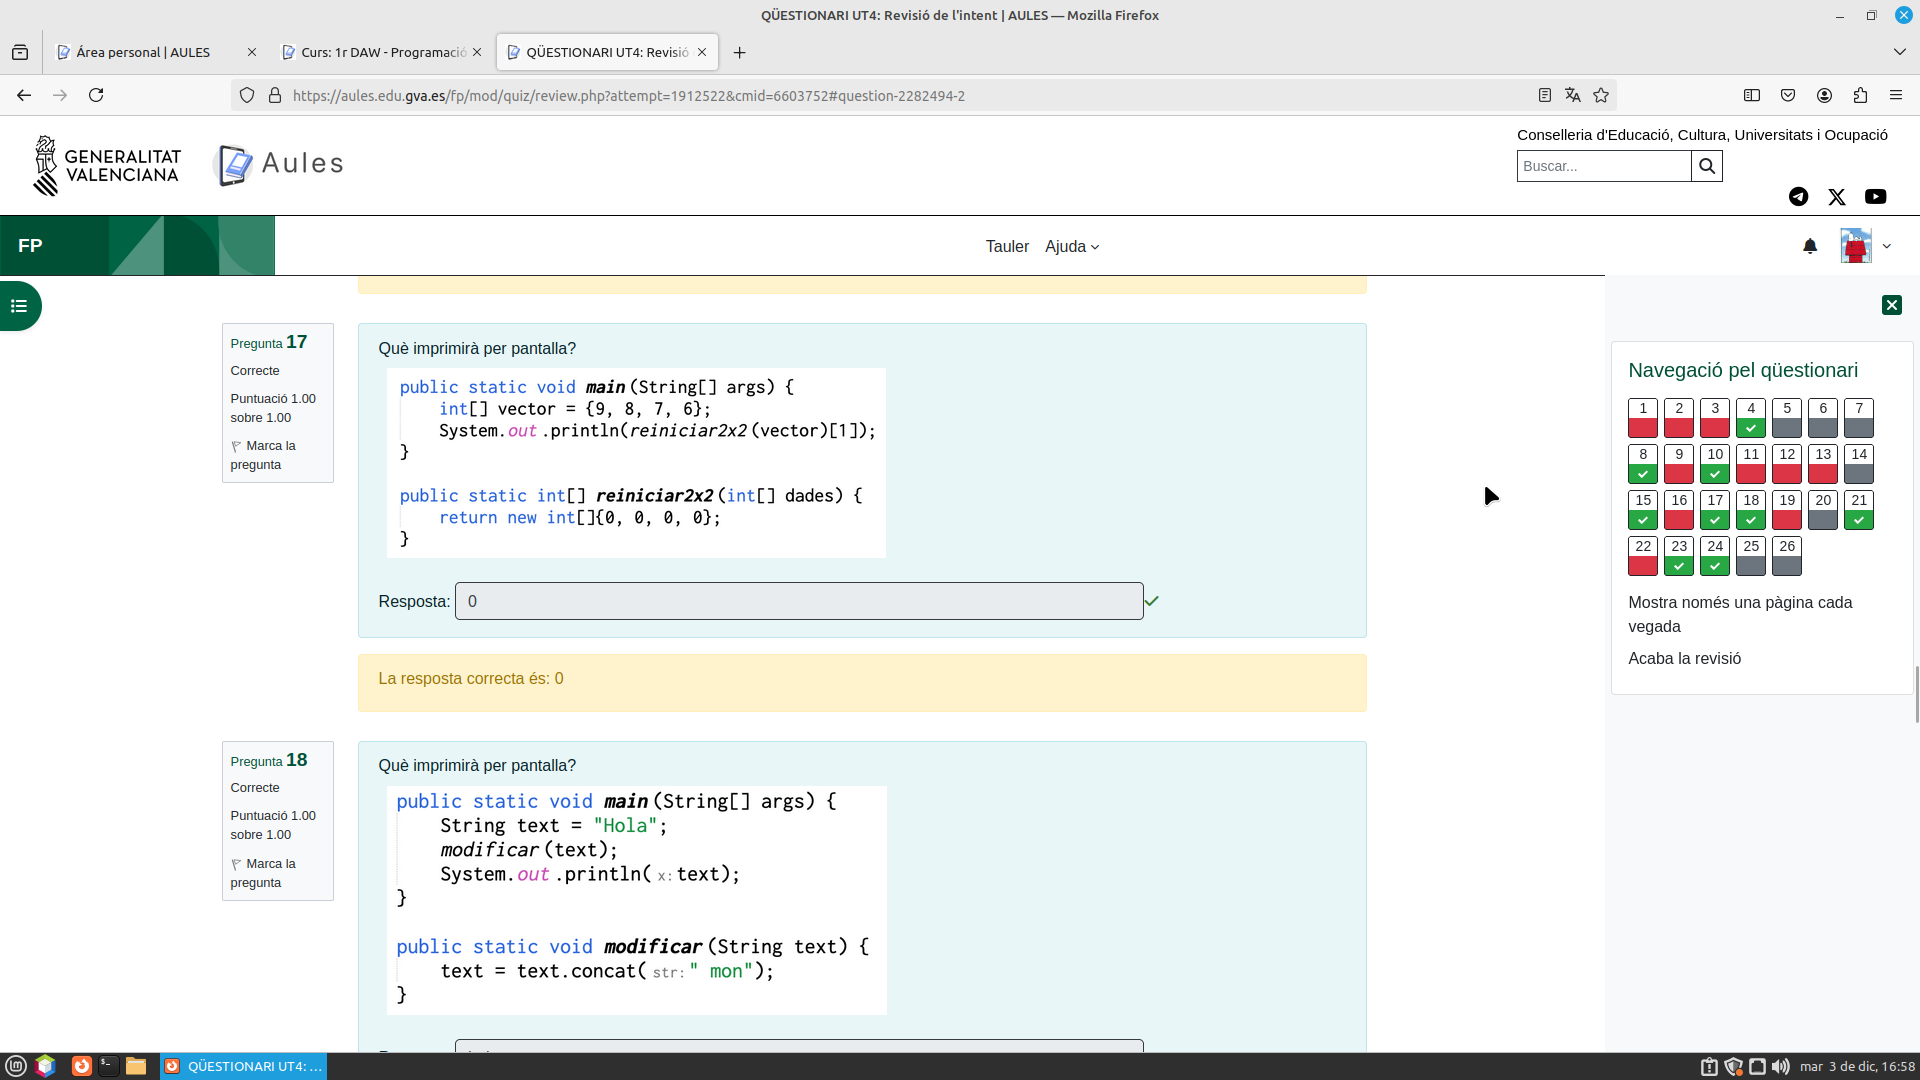 QÜESTIONARI UT4: Revisió de l'intent | AULES — Mozilla Firefox
Área personal | AULES
Curs: 1r DAW - Programació
QÜESTIONARI UT4: Revisió
https://aules.edu.gva.es/fp/mod/quiz/review.php?attempt=1912522&cmid=6603752#question-2282494-2
GENERALITAT
VALENCIANA
Aules
Conselleria d'Educació, Cultura, Universitats i Ocupació
Buscar...
FP
Tauler
Ajuda
Pregunta 17
Correcte
Puntuació 1.00
sobre 1.00
Marca la
pregunta
Què imprimirà per pantalla?
public static void main(String[] args) {
int[] vector = {9, 8, 7, 6};
System.out.println(reiniciar2x2(vector)[1]);
}
public static int[] reiniciar2x2(int[] dades) {
return new int[]{0, 0, 0, 0};
}
Resposta: 0
La resposta correcta és: 0
Pregunta 18
Correcte
Puntuació 1.00
sobre 1.00
Marca la
pregunta
Què imprimirà per pantalla?
public static void main(String[] args) {
String text = "Hola";
modificar(text);
System.out.println( x: text);
}
public static void modificar(String text) {
text = text.concat( str: " mon");
}
Navegació pel qüestionari
1 2 3 4 5 6 7
8 9 10 11 12 13 14
15 16 17 18 19 20 21
22 23 24 25 26
Mostra només una pàgina cada
vegada
Acaba la revisió
QÜESTIONARI UT4: ...
mar 3 de dic, 16:58